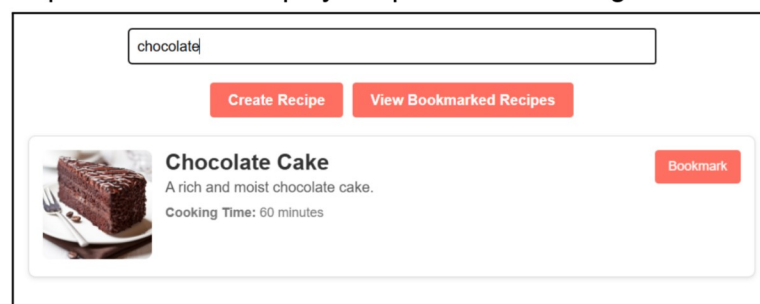 chocolate
Create Recipe View Bookmarked Recipes
Chocolate Cake
Bookmark
A rich and moist chocolate cake.
Cooking Time: 60 minutes